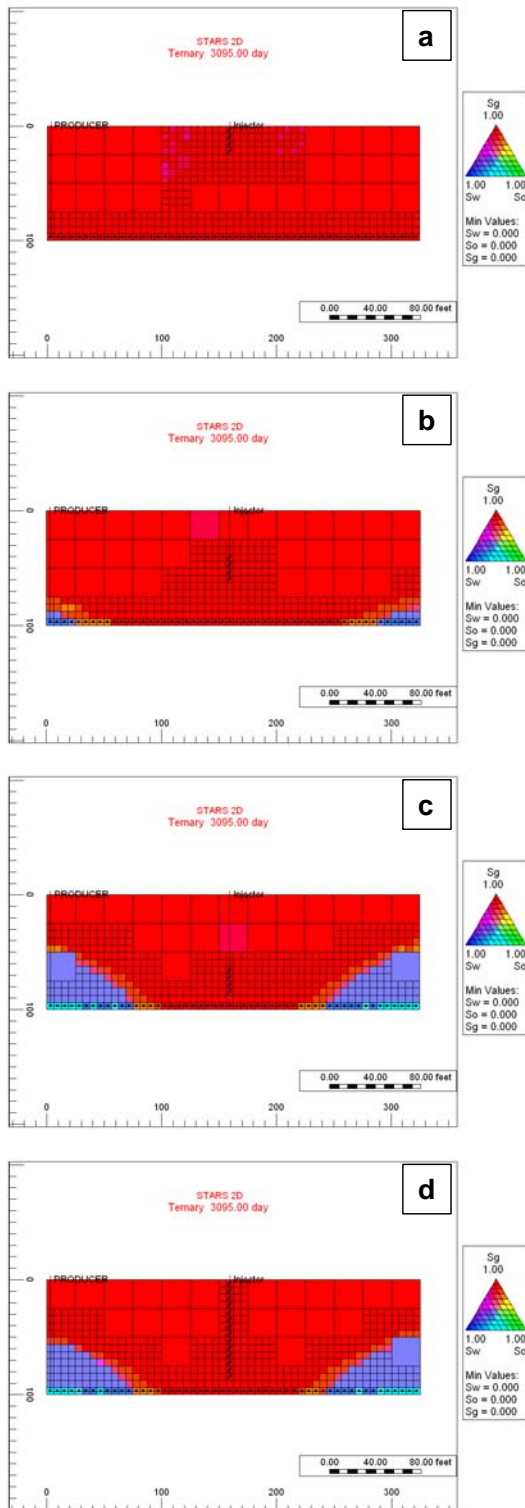 a
STARS 2D
Ternary 3095.00 day
PRODUCER Injector
0
100
Sg
1.00
1.00 1.00
Sw So
Min Values:
Sw = 0.000
So = 0.000
Sg = 0.000
0.00 40.00 80.00 feet
0 100 200 300
b
STARS 2D
Ternary 3095.00 day
PRODUCER Injector
0
100
Sg
1.00
1.00 1.00
Sw So
Min Values:
Sw = 0.000
So = 0.000
Sg = 0.000
0.00 40.00 80.00 feet
0 100 200 300
c
STARS 2D
Ternary 3095.00 day
PRODUCER Injector
0
100
Sg
1.00
1.00 1.00
Sw So
Min Values:
Sw = 0.000
So = 0.000
Sg = 0.000
0.00 40.00 80.00 feet
0 100 200 300
d
STARS 2D
Ternary 3095.00 day
PRODUCER Injector
0
100
Sg
1.00
1.00 1.00
Sw So
Min Values:
Sw = 0.000
So = 0.000
Sg = 0.000
0.00 40.00 80.00 feet
0 100 200 300